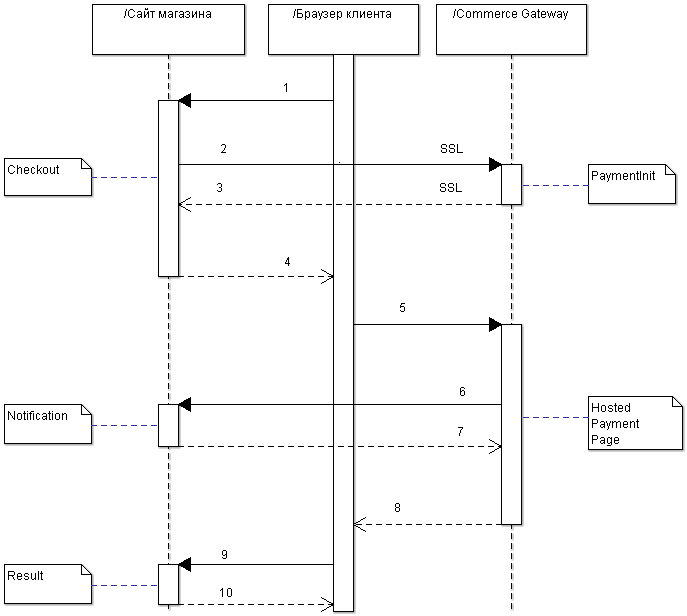 /Сайт магазина
/Браузер клиента
/Commerce Gateway
1
2
SSL
Checkout
PaymentInit
3
SSL
4
5
6
Notification
Hosted
Payment
Page
7
8
9
Result
10